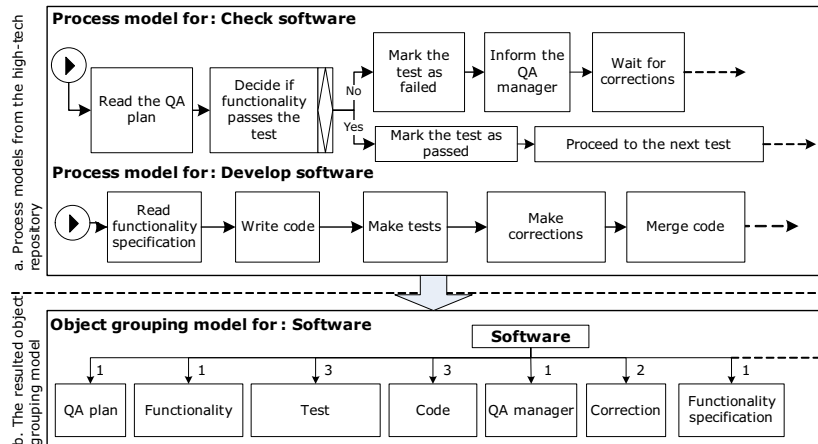 a. Process models from the high-tech
repository
Process model for: Check software
Read the QA
plan
Decide if
functionality
passes the
test
No
Yes
Mark the
test as
failed
Inform the
QA
manager
Wait for
corrections
Mark the test as
passed
Proceed to the next test
Process model for: Develop software
Read
functionality
specification
Write code
Make tests
Make
corrections
Merge code
b. The resulted object
grouping model
Object grouping model for: Software
Software
1
1
3
3
1
2
1
QA plan
Functionality
Test
Code
QA manager
Correction
Functionality
specification